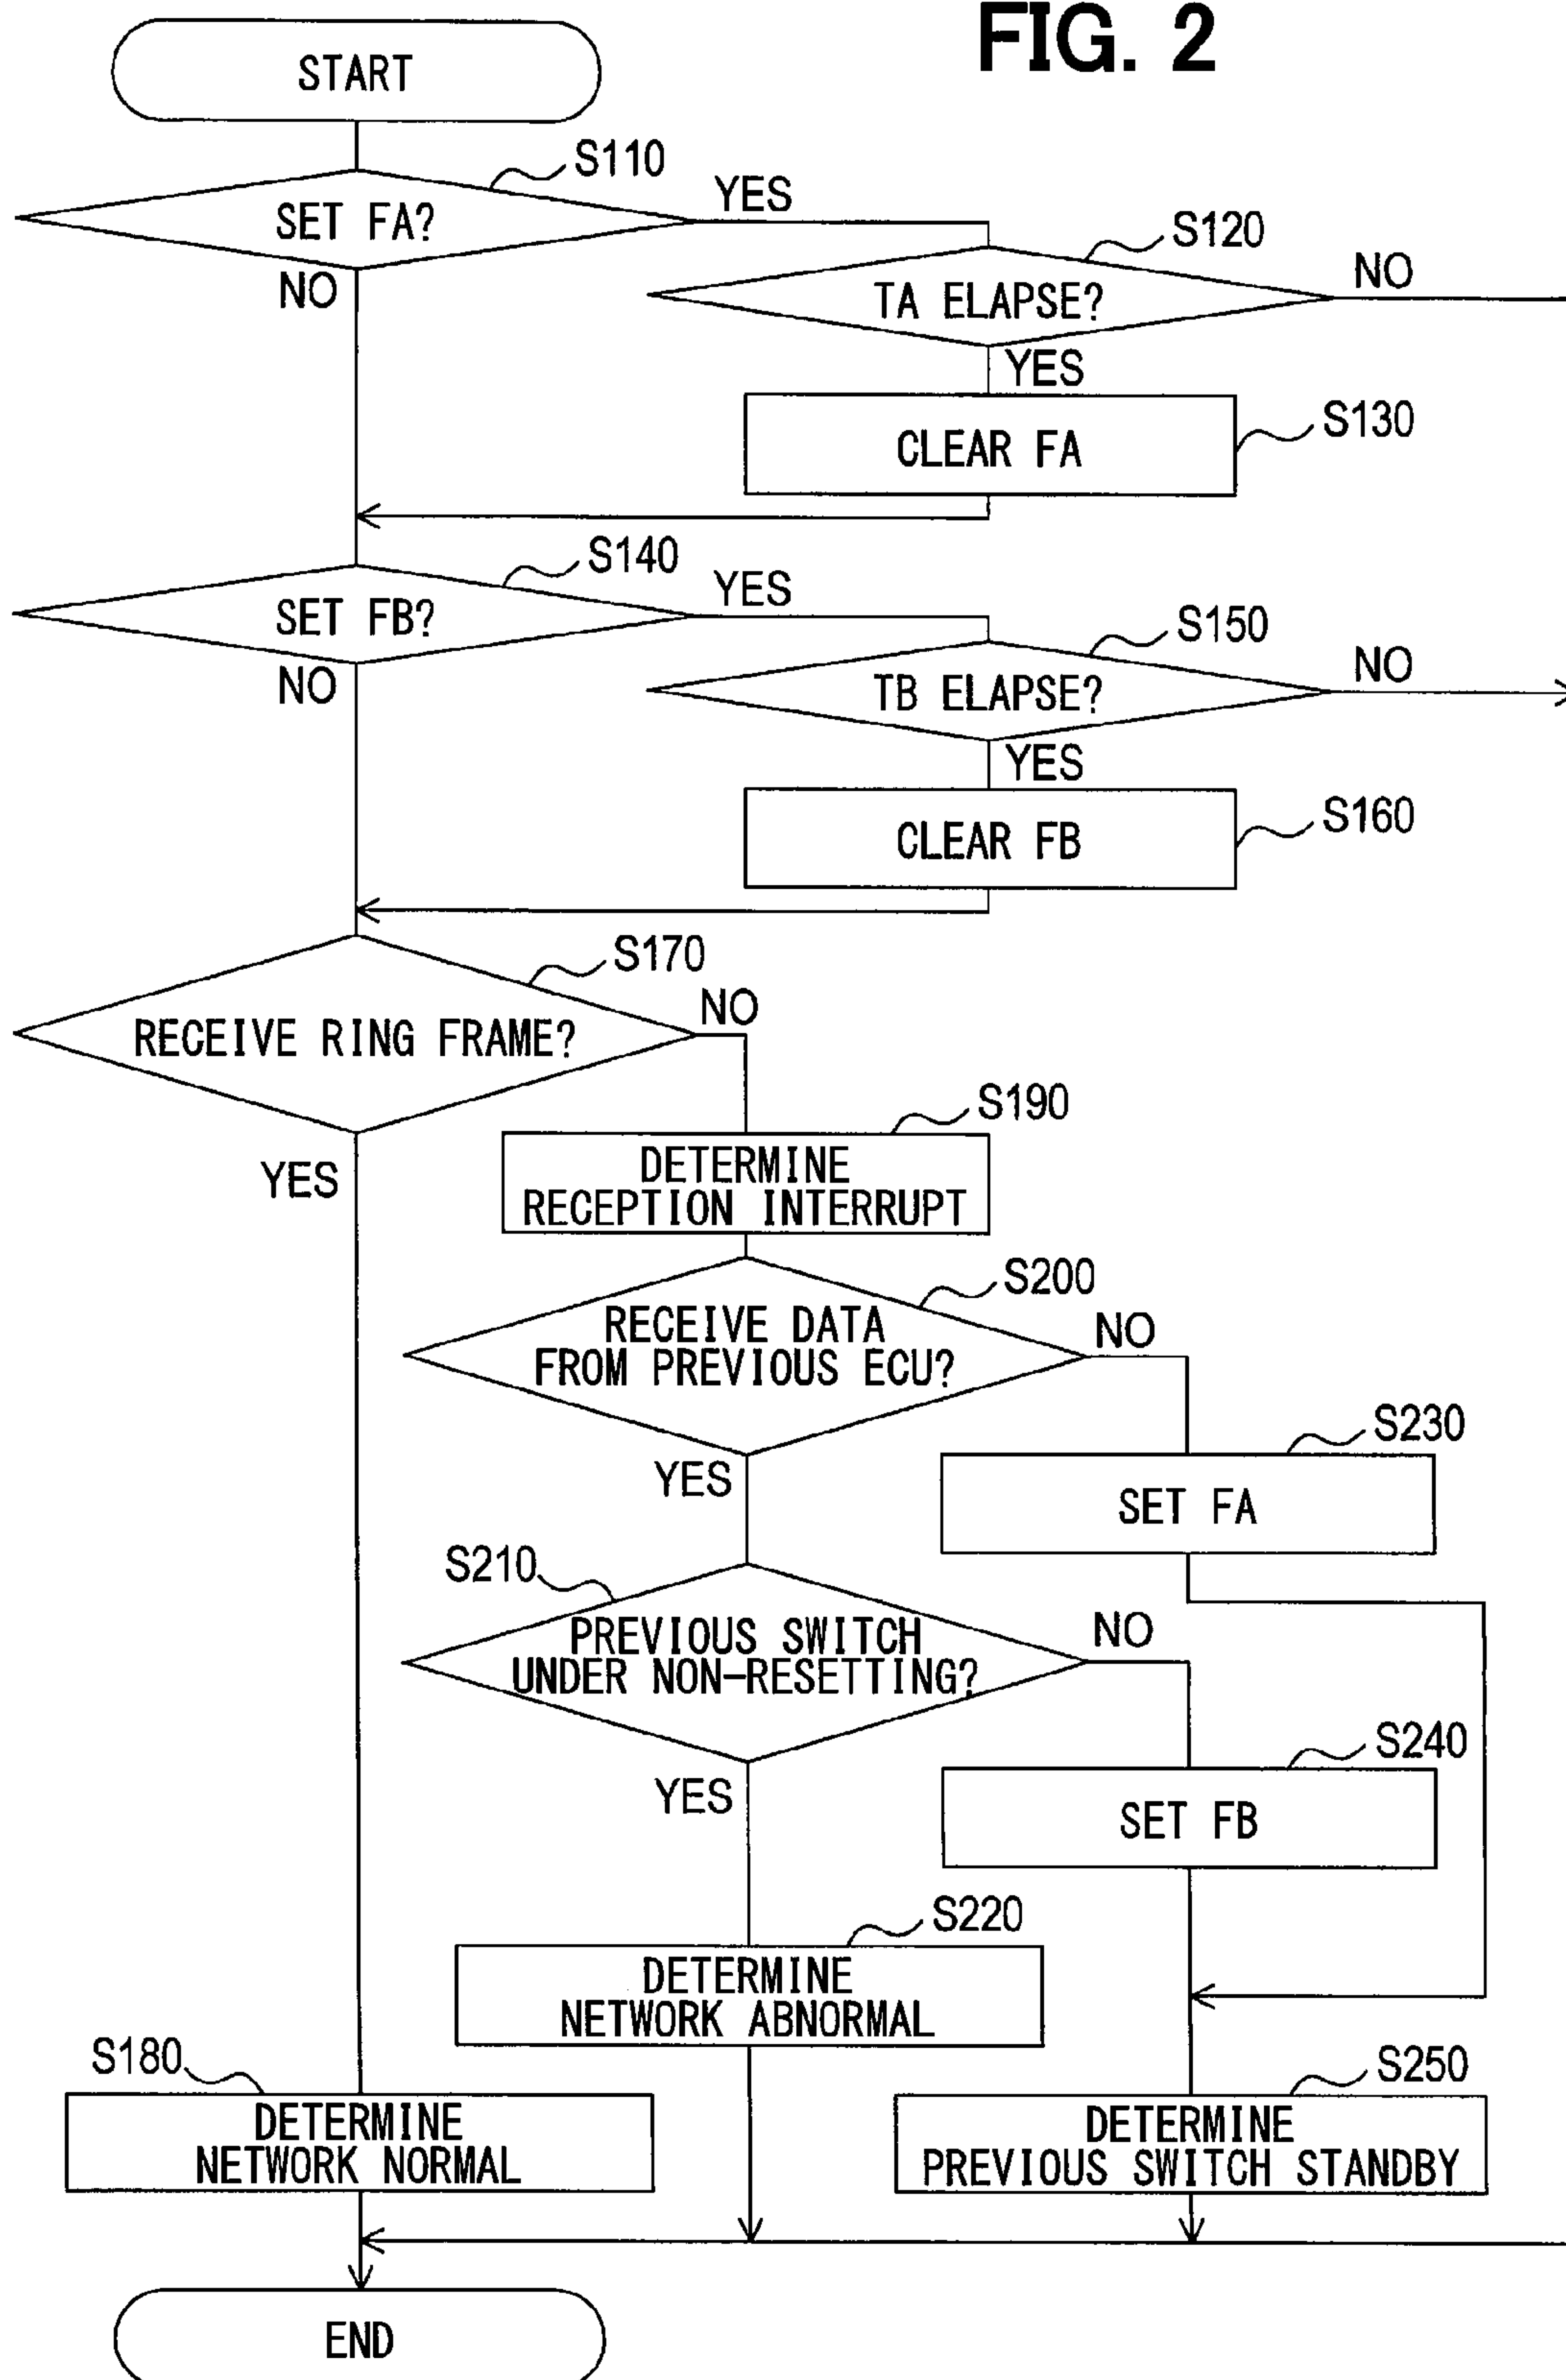 FIG. 2
START
S110
SET FA?
YES
NO
S120
TA ELAPSE?
NO
YES
S130
CLEAR FA
S140
SET FB?
YES
NO
S150
TB ELAPSE?
NO
YES
S160
CLEAR FB
S170
RECEIVE RING FRAME?
NO
YES
S190
DETERMINE
RECEPTION INTERRUPT
S200
RECEIVE DATA
FROM PREVIOUS ECU?
NO
YES
S230
SET FA
S210
PREVIOUS SWITCH
UNDER NON-RESETTING?
NO
YES
S240
SET FB
S220
DETERMINE
NETWORK ABNORMAL
S180
DETERMINE
NETWORK NORMAL
S250
DETERMINE
PREVIOUS SWITCH STANDBY
END